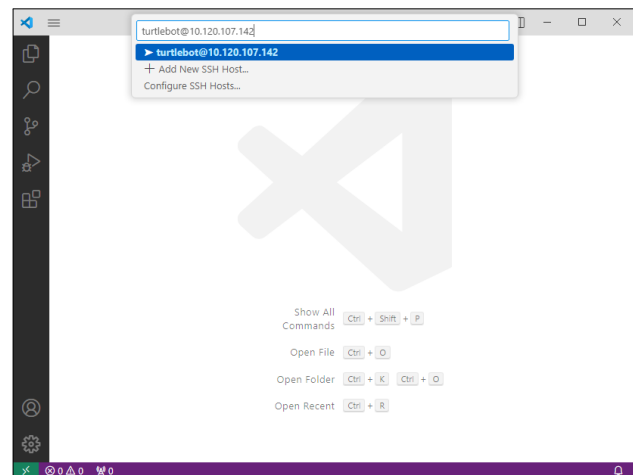 turtlebot@10.120.107.142
turtlebot@10.120.107.142
+ Add New SSH Host...
Configure SSH Hosts...
Show All
Commands
Ctrl + Shift + P
Open File Ctrl + O
Open Folder Ctrl + K Ctrl + O
Open Recent Ctrl + R
0 0 0